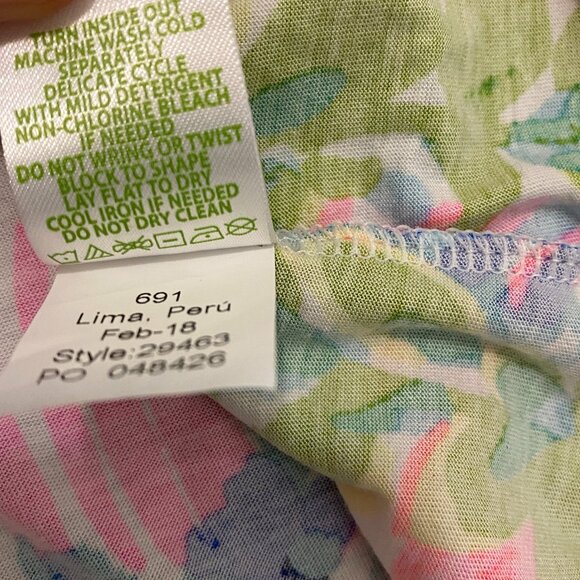 TURN INSIDE OUT
MACHINE WASH COLD
SEPARATELY
DELICATE CYCLE
WITH MILD DETERGENT
NON-CHLORINE BLEACH
IF NEEDED
DO NOT WRING OR TWIST
BLOCK TO SHAPE
LAY FLAT TO DRY
COOL IRON IF NEEDED
DO NOT DRY CLEAN
691
Lima, Perú
Feb-18
Style:29463
PO 048426